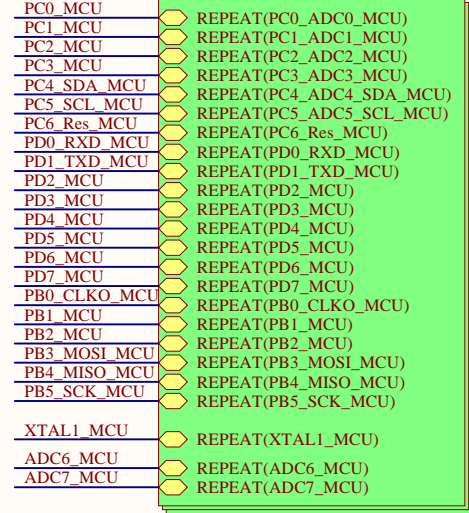 PC0_MCU REPEAT(PC0_ADC0_MCU)
PC1_MCU REPEAT(PC1_ADC1_MCU)
PC2_MCU REPEAT(PC2_ADC2_MCU)
PC3_MCU REPEAT(PC3_ADC3_MCU)
PC4_SDA_MCU REPEAT(PC4_ADC4_SDA_MCU)
PC5_SCL_MCU REPEAT(PC5_ADC5_SCL_MCU)
PC6_Res_MCU REPEAT(PC6_Res_MCU)
PD0_RXD_MCU REPEAT(PD0_RXD_MCU)
PD1_TXD_MCU REPEAT(PD1_TXD_MCU)
PD2_MCU REPEAT(PD2_MCU)
PD3_MCU REPEAT(PD3_MCU)
PD4_MCU REPEAT(PD4_MCU)
PD5_MCU REPEAT(PD5_MCU)
PD6_MCU REPEAT(PD6_MCU)
PD7_MCU REPEAT(PD7_MCU)
PB0_CLKO_MCU REPEAT(PB0_CLKO_MCU)
PB1_MCU REPEAT(PB1_MCU)
PB2_MCU REPEAT(PB2_MCU)
PB3_MOSI_MCU REPEAT(PB3_MOSI_MCU)
PB4_MISO_MCU REPEAT(PB4_MISO_MCU)
PB5_SCK_MCU REPEAT(PB5_SCK_MCU)
XTAL1_MCU REPEAT(XTAL1_MCU)
ADC6_MCU REPEAT(ADC6_MCU)
ADC7_MCU REPEAT(ADC7_MCU)